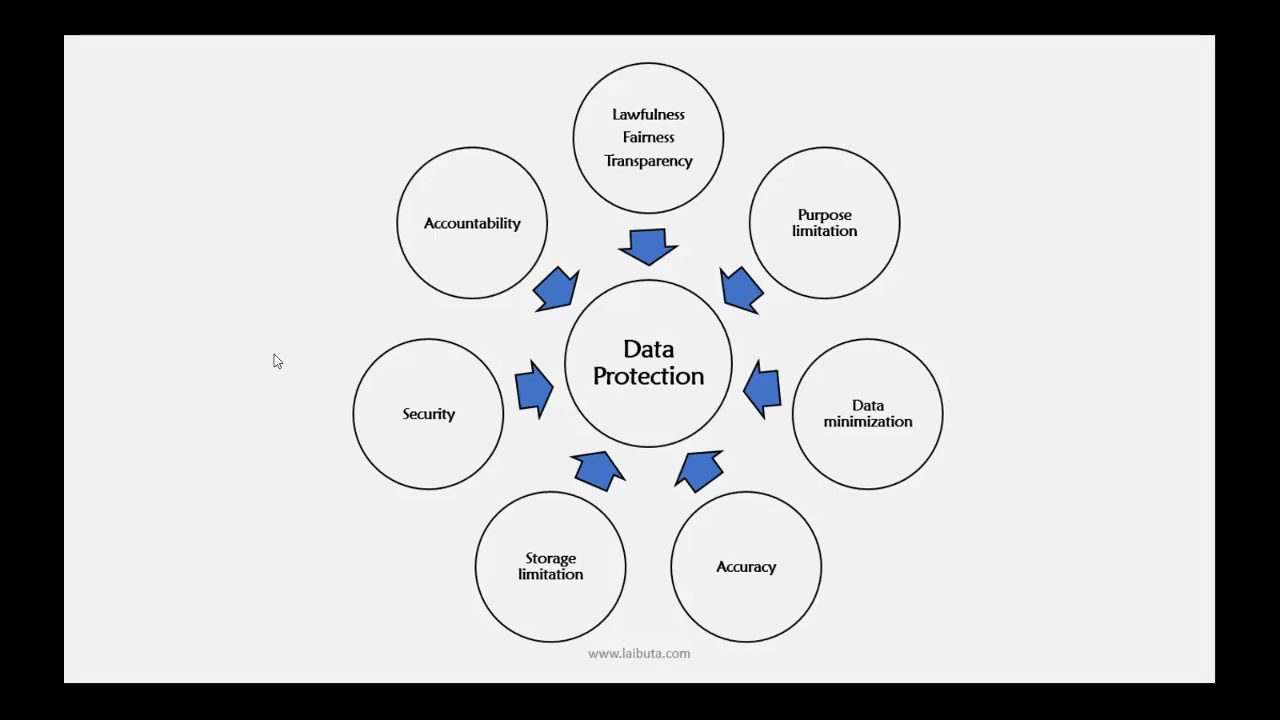 Lawfulness
Fairness
Transparency
Purpose
limitation
Data
minimization
Accuracy
Storage
limitation
Security
Accountability
Data
Protection
www.laibuta.com